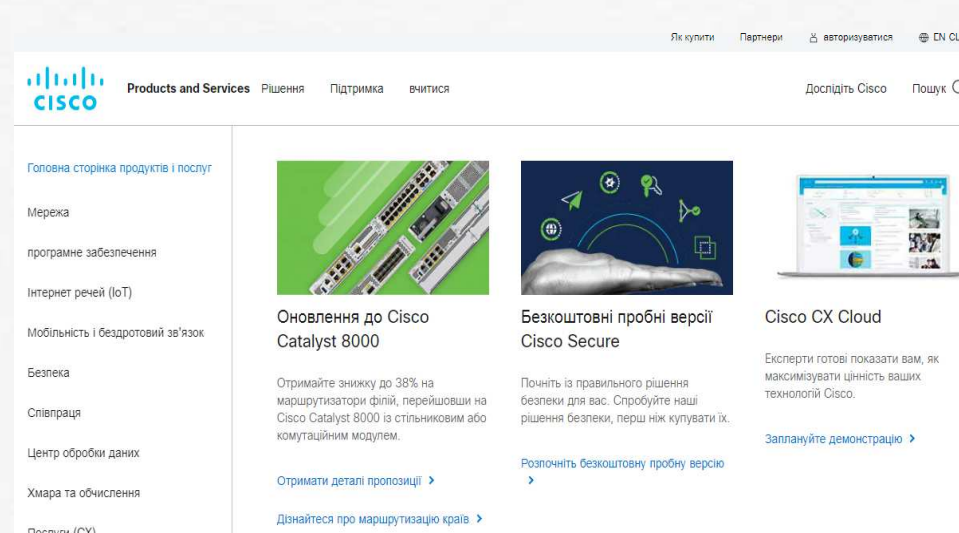 Як купити Партнери авторизуватися EN
CISCO Products and Services Рішення Підтримка вчитися Дослідіть Cisco Пошук
Головна сторінка продуктів і послуг
Мережа
програмне забезпечення
Інтернет речей (IoT)
Мобільність і бездротовий зв'язок
Безпека
Співпраця
Центр обробки даних
Хмара та обчислення
Послуги (CX)
Оновлення до Cisco
Catalyst 8000
Отримайте знижку до 38% на
маршрутизатори філій, перейшовши на
Cisco Catalyst 8000 із стільниковим або
комутаційним модулем.
Отримати деталі пропозиції
Дізнайтеся про маршрутизацію країв
Безкоштовні пробні версії
Cisco Secure
Почніть із правильного рішення
безпеки для вас. Спробуйте наші
рішення безпеки, перш ніж купувати їх.
Розпочніть безкоштовну пробну версію
Cisco CX Cloud
Експерти готові показати вам, як
максимізувати цінність ваших
технологій Cisco.
Заплануйте демонстрацію